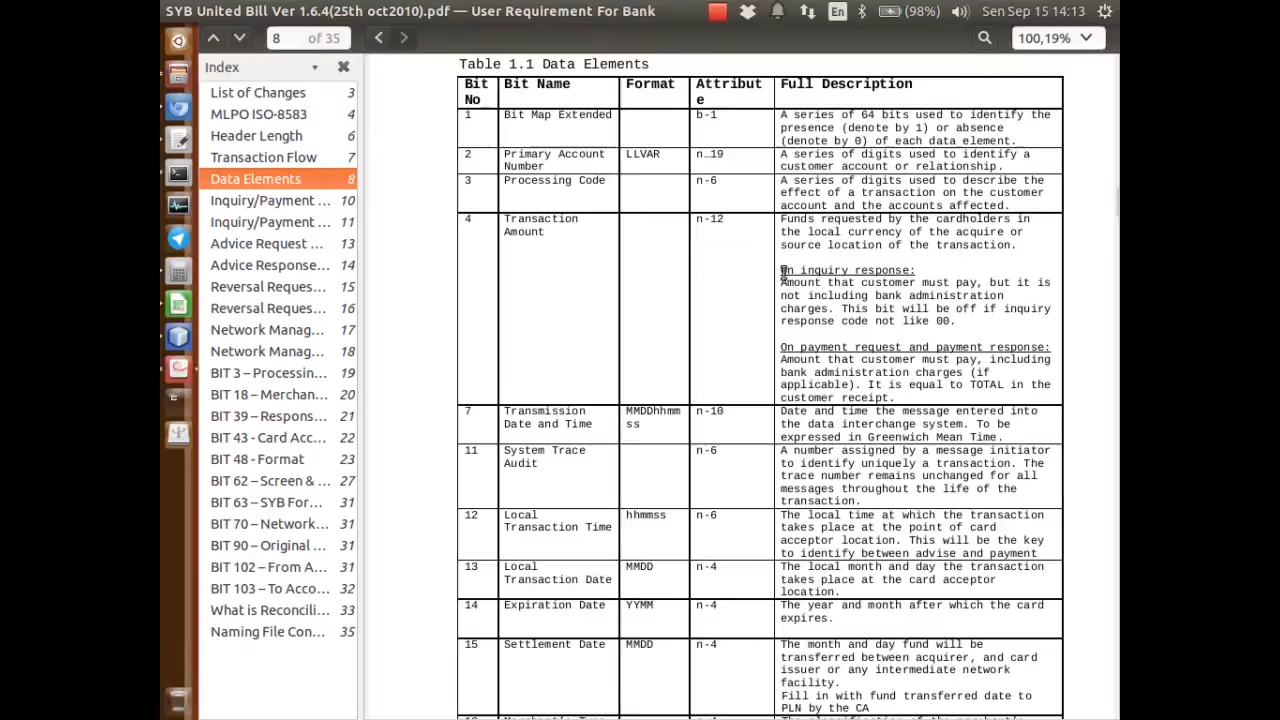 SYB United Bill Ver 1.6.4(25th oct2010).pdf — User Requirement For Bank
En
(98%)
Sen Sep 15 14:13
8 of 35
100,19%
Index
List of Changes 3
MLPO ISO-8583 4
Header Length 6
Transaction Flow 7
Data Elements 8
Inquiry/Payment ... 10
Inquiry/Payment ... 11
Advice Request ... 13
Advice Response... 14
Reversal Reques... 15
Reversal Reques... 16
Network Manag... 17
Network Manag... 18
BIT 3 – Processin... 19
BIT 18 – Merchan... 20
BIT 39 – Respons... 21
BIT 43 - Card Acc... 22
BIT 48 - Format 23
BIT 62 – Screen & ... 27
BIT 63 – SYB For... 31
BIT 70 – Network... 31
BIT 90 – Original ... 31
BIT 102 – From A... 31
BIT 103 – To Acco... 32
What is Reconcili... 33
Naming File Con... 35
Table 1.1 Data Elements
Bit Bit Name Format Attribut Full Description
No e
1 Bit Map Extended b-1 A series of 64 bits used to identify the
presence (denote by 1) or absence
(denote by 0) of each data element.
2 Primary Account LLVAR n…19 A series of digits used to identify a
Number customer account or relationship.
3 Processing Code n-6 A series of digits used to describe the
effect of a transaction on the customer
account and the accounts affected.
4 Transaction n-12 Funds requested by the cardholders in
Amount the local currency of the acquire or
source location of the transaction.
On inquiry response:
Amount that customer must pay, but it is
not including bank administration
charges. This bit will be off if inquiry
response code not like 00.
On payment request and payment response:
Amount that customer must pay, including
bank administration charges (if
applicable). It is equal to TOTAL in the
customer receipt.
7 Transmission MMDDhhmm n-10 Date and time the message entered into
Date and Time ss the data interchange system. To be
expressed in Greenwich Mean Time.
11 System Trace n-6 A number assigned by a message initiator
Audit to identify uniquely a transaction. The
trace number remains unchanged for all
messages throughout the life of the
transaction.
12 Local hhmmss n-6 The local time at which the transaction
Transaction Time takes place at the point of card
acceptor location. This will be the key
to identify between advise and payment
13 Local MMDD n-4 The local month and day the transaction
Transaction Date takes place at the card acceptor
location.
14 Expiration Date YYMM n-4 The year and month after which the card
expires.
15 Settlement Date MMDD n-4 The month and day fund will be
transferred between acquirer, and card
issuer or any intermediate network
facility.
Fill in with fund transferred date to
PLN by the CA